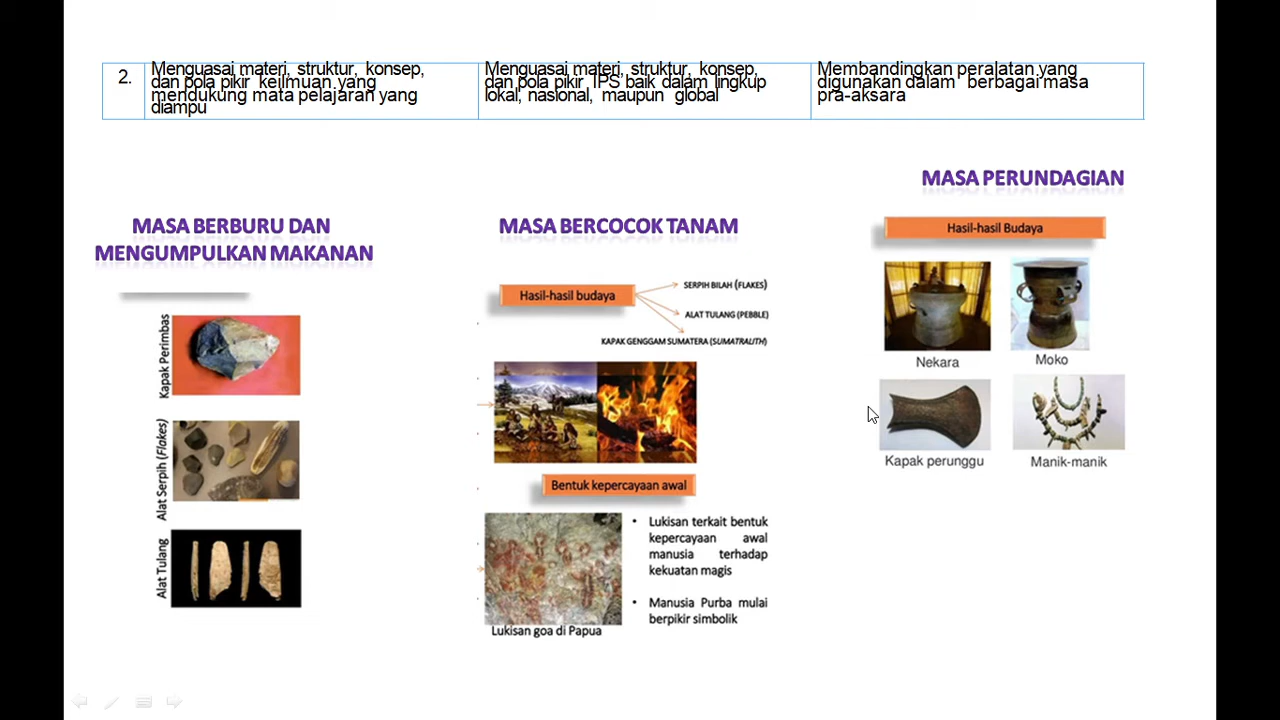 2.
Menguasai materi, struktur, konsep,
dan pola pikir keilmuan yang
mendukung mata pelajaran yang
diampu
Menguasai materi, struktur, konsep,
dan pola pikir IPS baik dalam lingkup
lokal, nasional, maupun global
Membandingkan peralatan yang
digunakan dalam berbagai masa
pra-aksara
MASA BERBURU DAN
MENGUMPULKAN MAKANAN
Kapak Perimbas
Alat Serpih (Flakes)
Alat Tulang
MASA BERCOCOK TANAM
Hasil-hasil budaya
SERPIH BILAH (FLAKES)
ALAT TULANG (PEBBLE)
KAPAK GENGGAM SUMATERA (SUMATRALITH)
Bentuk kepercayaan awal
Lukisan goa di Papua
• Lukisan terkait bentuk
kepercayaan awal
manusia terhadap
kekuatan magis
• Manusia Purba mulai
berpikir simbolik
MASA PERUNDAGIAN
Hasil-hasil Budaya
Nekara
Moko
Kapak perunggu
Manik-manik